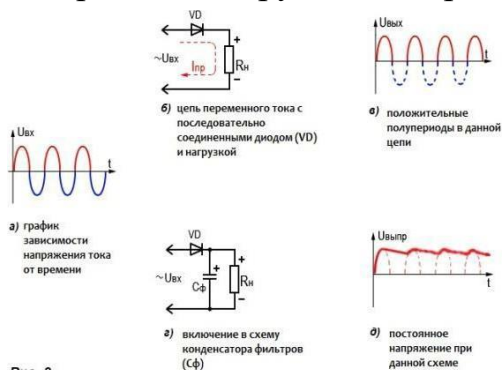 VD
~Uвх
Iпр
+
Rн
−
б) цепь переменного тока с
последовательно
соединенными диодом (VD)
и нагрузкой
Uвых
t
в) положительные
полупериоды в данной
цепи
Uвх
t
а) график
зависимости
напряжения тока
от времени
VD
~Uвх
Сф
+
+
Rн
−
г) включение в схему
конденсатора фильтров
(Сф)
Uвыпр
t
д) постоянное
напряжение при
данной схеме